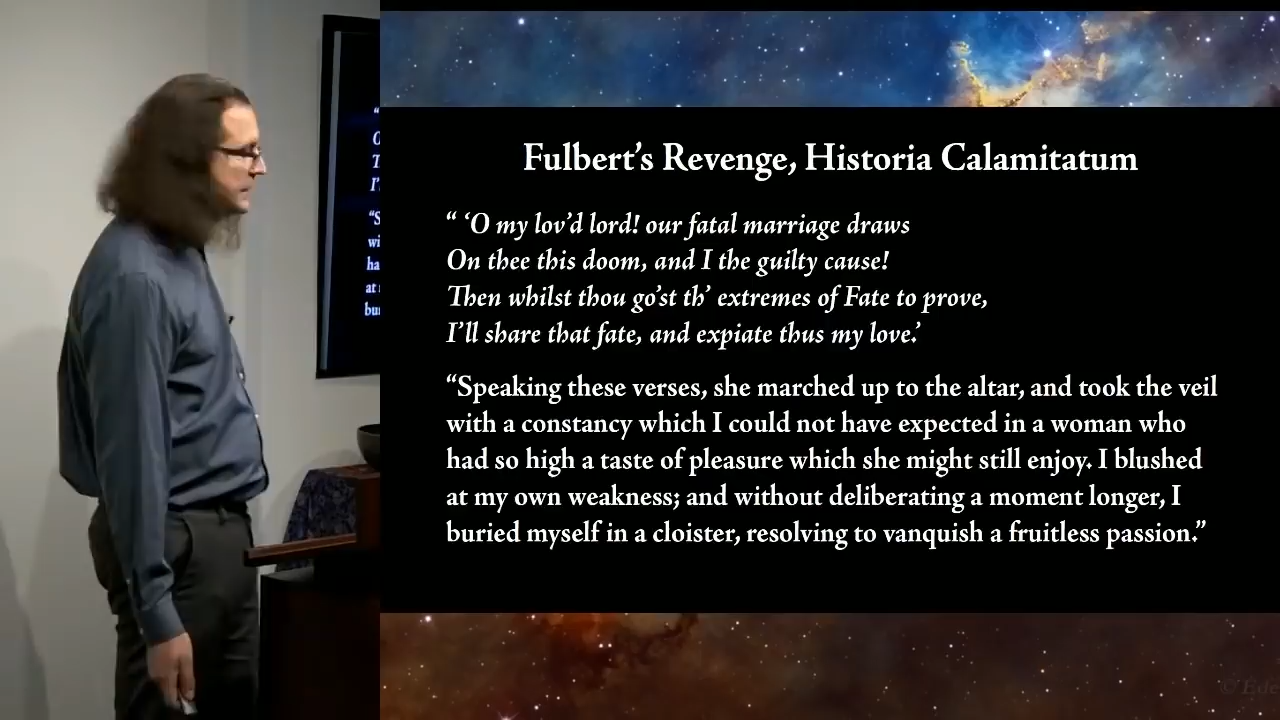 Fulbert’s Revenge, Historia Calamitatum
“ ‘O my lov’d lord! our fatal marriage draws
On thee this doom, and I the guilty cause!
Then whilst thou go’st th’ extremes of Fate to prove,
I’ll share that fate, and expiate thus my love.’
“Speaking these verses, she marched up to the altar, and took the veil
with a constancy which I could not have expected in a woman who
had so high a taste of pleasure which she might still enjoy. I blushed
at my own weakness; and without deliberating a moment longer, I
buried myself in a cloister, resolving to vanquish a fruitless passion.”